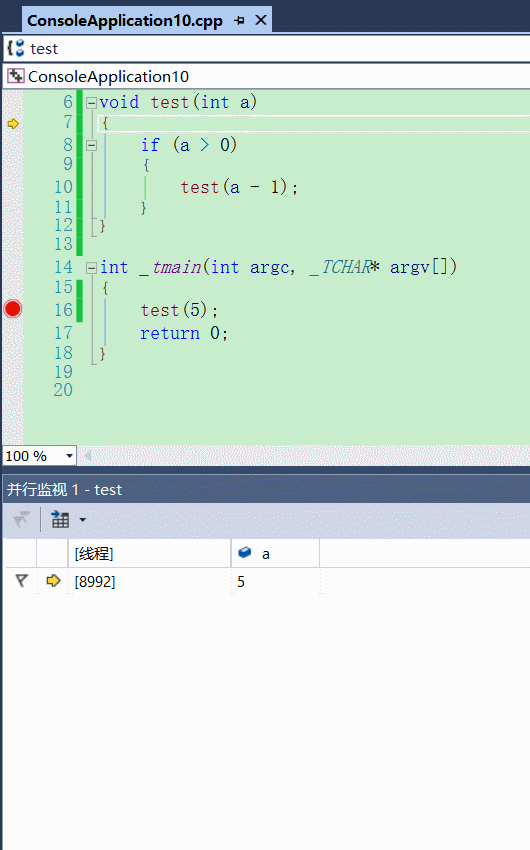 ConsoleApplication10.cpp
test
ConsoleApplication10
6 void test(int a)
7 {
8 if (a > 0)
9 {
10 test(a - 1);
11 }
12 }
13
14 int _tmain(int argc, _TCHAR* argv[])
15 {
16 test(5);
17 return 0;
18 }
19
20
100 %
并行监视 1 - test
[线程] a
[8992] 5